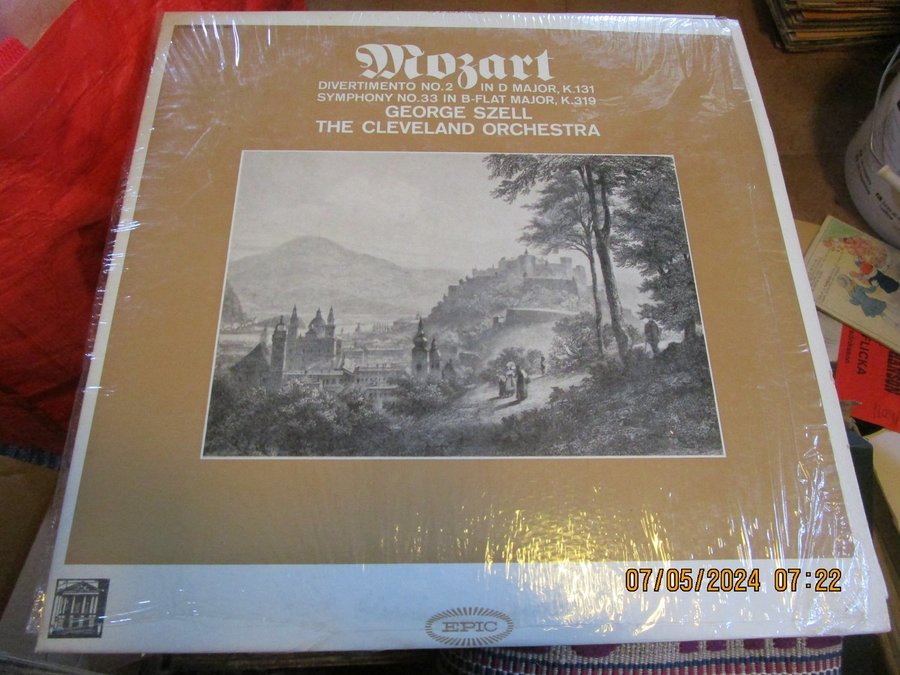 Mozart
DIVERTIMENTO NO.2 IN D MAJOR, K.131
SYMPHONY NO.33 IN B-FLAT MAJOR, K.319
GEORGE SZELL
THE CLEVELAND ORCHESTRA
FLICKA
EPIC
07/05/2024 07:22